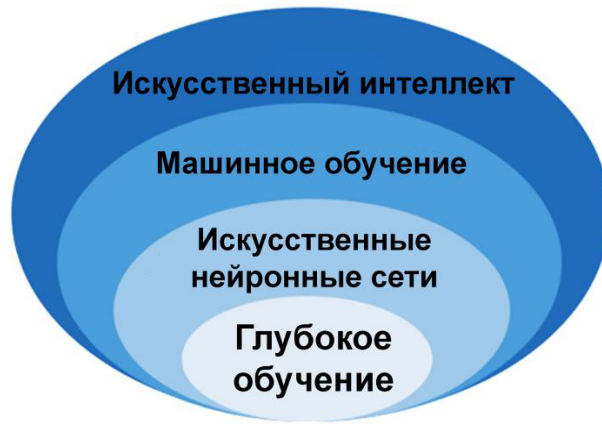 Искусственный интеллект
Машинное обучение
Искусственные
нейронные сети
Глубокое
обучение